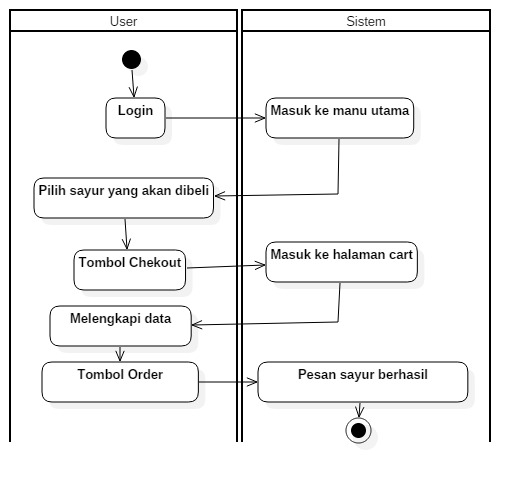 User
Sistem
Login
Masuk ke manu utama
Pilih sayur yang akan dibeli
Tombol Chekout
Masuk ke halaman cart
Melengkapi data
Tombol Order
Pesan sayur berhasil